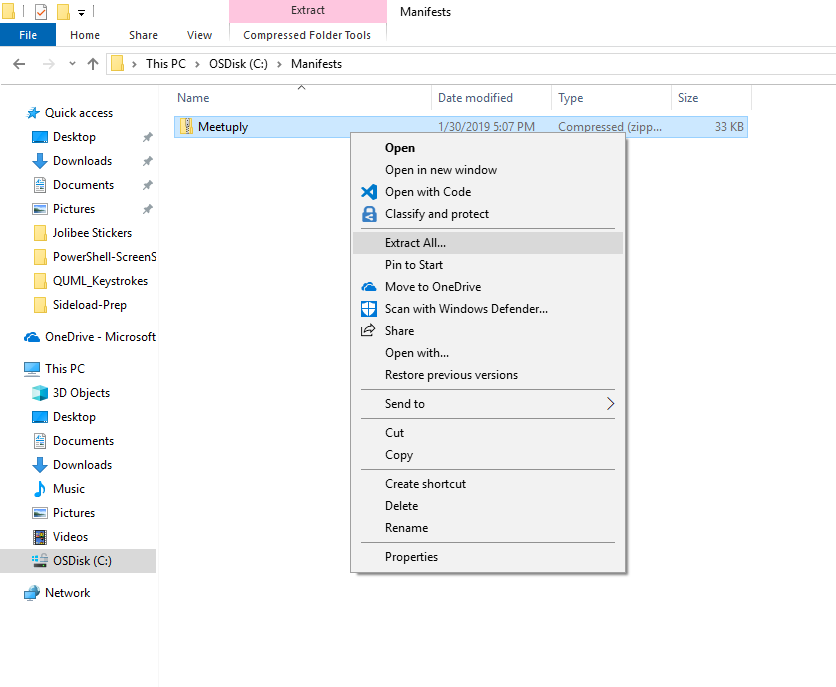 Extract
Manifests
File
Home
Share
View
Compressed Folder Tools
This PC
OSDisk (C:)
Manifests
Name
Date modified
Type
Size
Meetuply
1/30/2019 5:07 PM
Compressed (zipp...
33 KB
Quick access
Desktop
Downloads
Documents
Pictures
Jolibee Stickers
PowerShell-ScreenS
QUML_Keystrokes
Sideload-Prep
OneDrive - Microsoft
This PC
3D Objects
Desktop
Documents
Downloads
Music
Pictures
Videos
OSDisk (C:)
Network
Open
Open in new window
Open with Code
Classify and protect
Extract All...
Pin to Start
Move to OneDrive
Scan with Windows Defender...
Share
Open with...
Restore previous versions
Send to
Cut
Copy
Create shortcut
Delete
Rename
Properties